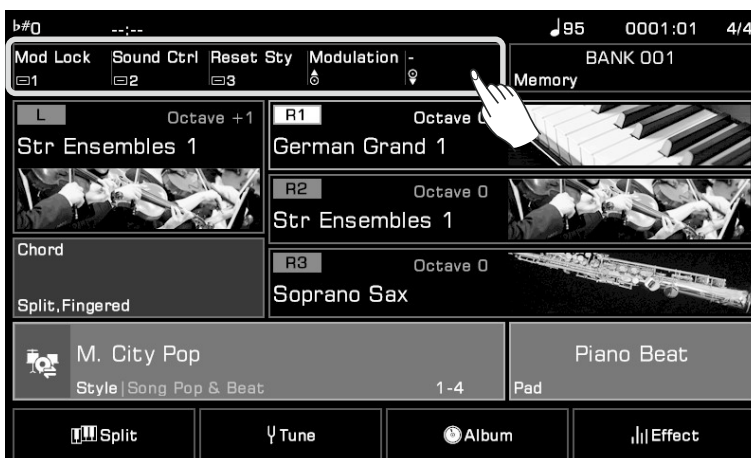 ♭#0 --;-- ♩95 0001:01 4/4
Mod Lock Sound Ctrl Reset Sty Modulation -
1 2 3
BANK 001
Memory
L Octave +1
Str Ensembles 1
R1 Octave 0
German Grand 1
R2 Octave 0
Str Ensembles 1
Chord
Split,Fingered
R3 Octave 0
Soprano Sax
M. City Pop
Style|Song Pop & Beat 1-4
Piano Beat
Pad
Split Tune Album Effect